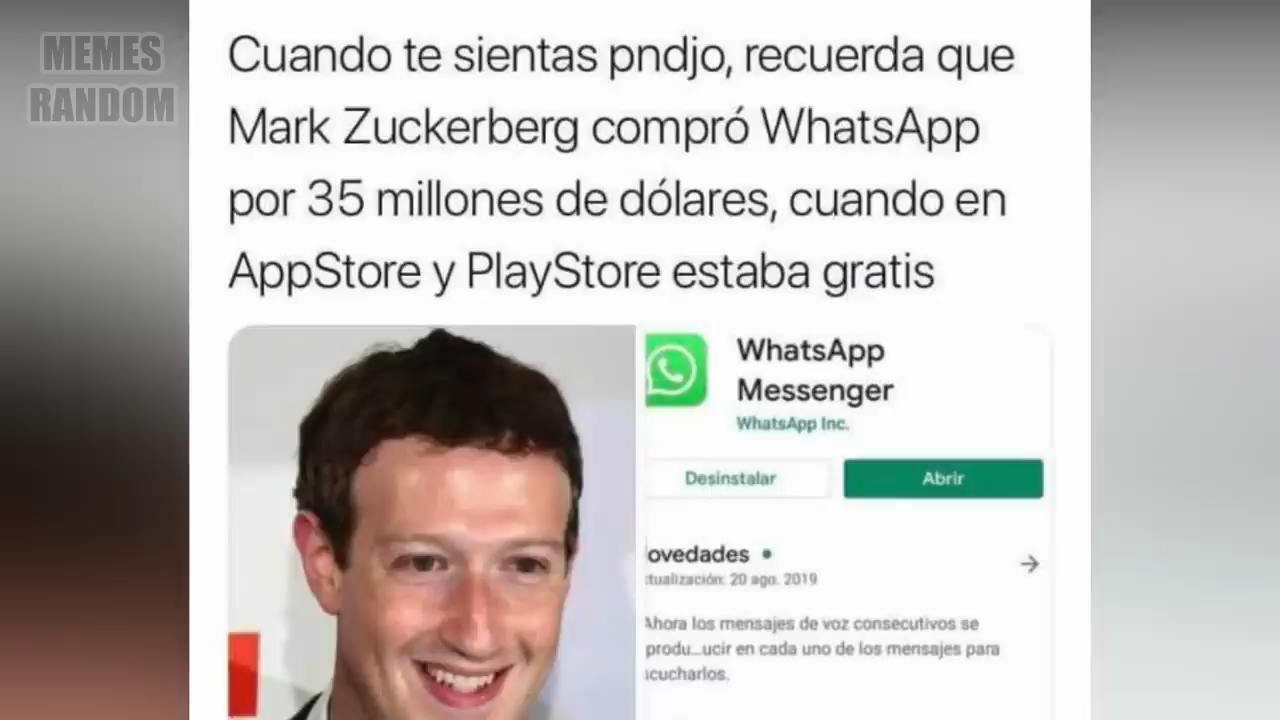 MEMES
RANDOM
Cuando te sientas pndjo, recuerda que
Mark Zuckerberg compró WhatsApp
por 35 millones de dólares, cuando en
AppStore y PlayStore estaba gratis
WhatsApp
Messenger
WhatsApp Inc.
Desinstalar
Abrir
ovedades
ctualización: 20 ago. 2019
Ahora los mensajes de voz consecutivos se
produ...ucir en cada uno de los mensajes para
scucharlos.